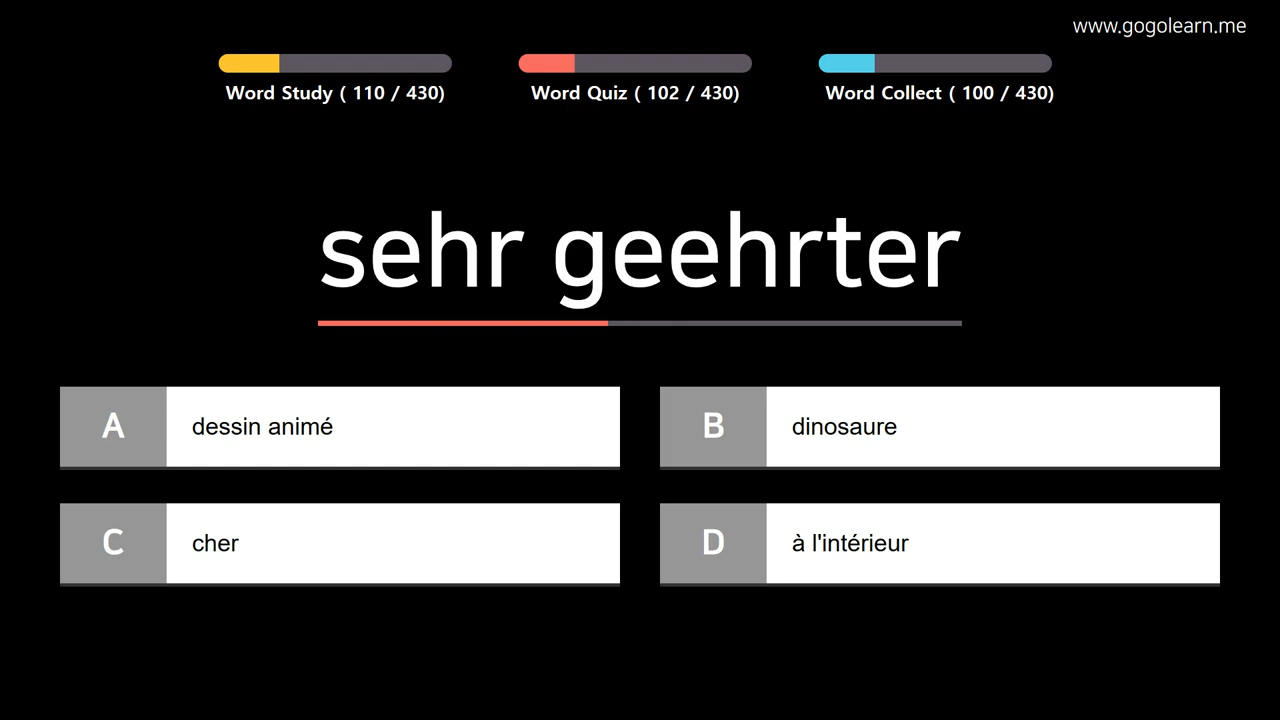 www.gogolearn.me
Word Study ( 110 / 430)
Word Quiz ( 102 / 430)
Word Collect ( 100 / 430)
sehr geehrter
A dessin animé
B dinosaure
C cher
D à l'intérieur